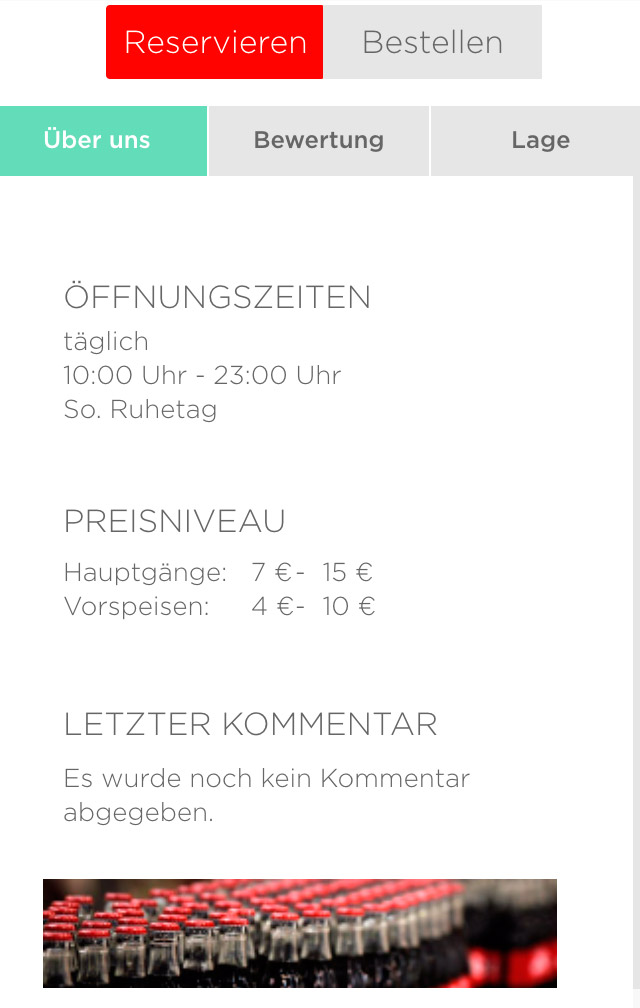 Reservieren Bestellen
Über uns Bewertung Lage
ÖFFNUNGSZEITEN
täglich
10:00 Uhr - 23:00 Uhr
So. Ruhetag
PREISNIVEAU
Hauptgänge: 7 € - 15 €
Vorspeisen: 4 € - 10 €
LETZTER KOMMENTAR
Es wurde noch kein Kommentar
abgegeben.